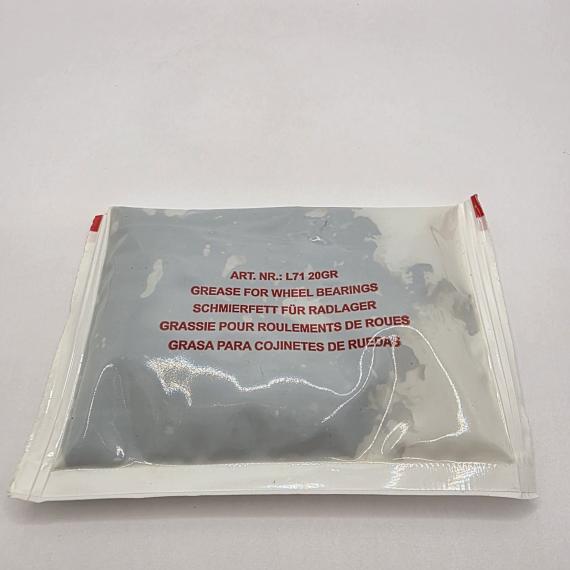 ART. NR.: L71 20GR
GREASE FOR WHEEL BEARINGS
SCHMIERFETT FÜR RADLAGER
GRASSIE POUR ROULEMENTS DE ROUES
GRASA PARA COJINETES DE RUEDAS